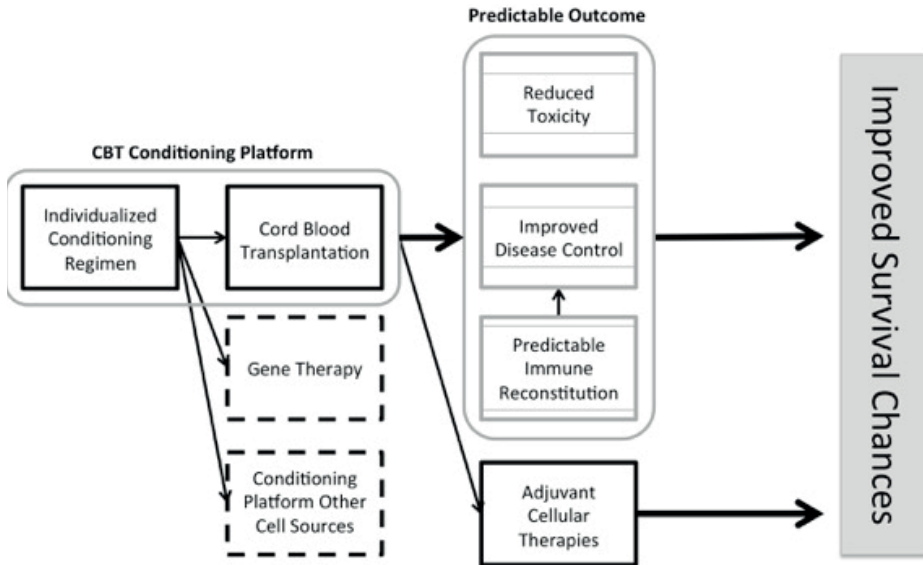 Predictable Outcome
Reduced
Toxicity
CBT Conditioning Platform
Individualized
Conditioning
Regimen
Cord Blood
Transplantation
Improved
Disease Control
Gene Therapy
Predictable
Immune
Reconstitution
Conditioning
Platform Other
Cell Sources
Adjuvant
Cellular
Therapies
Improved Survival Chances